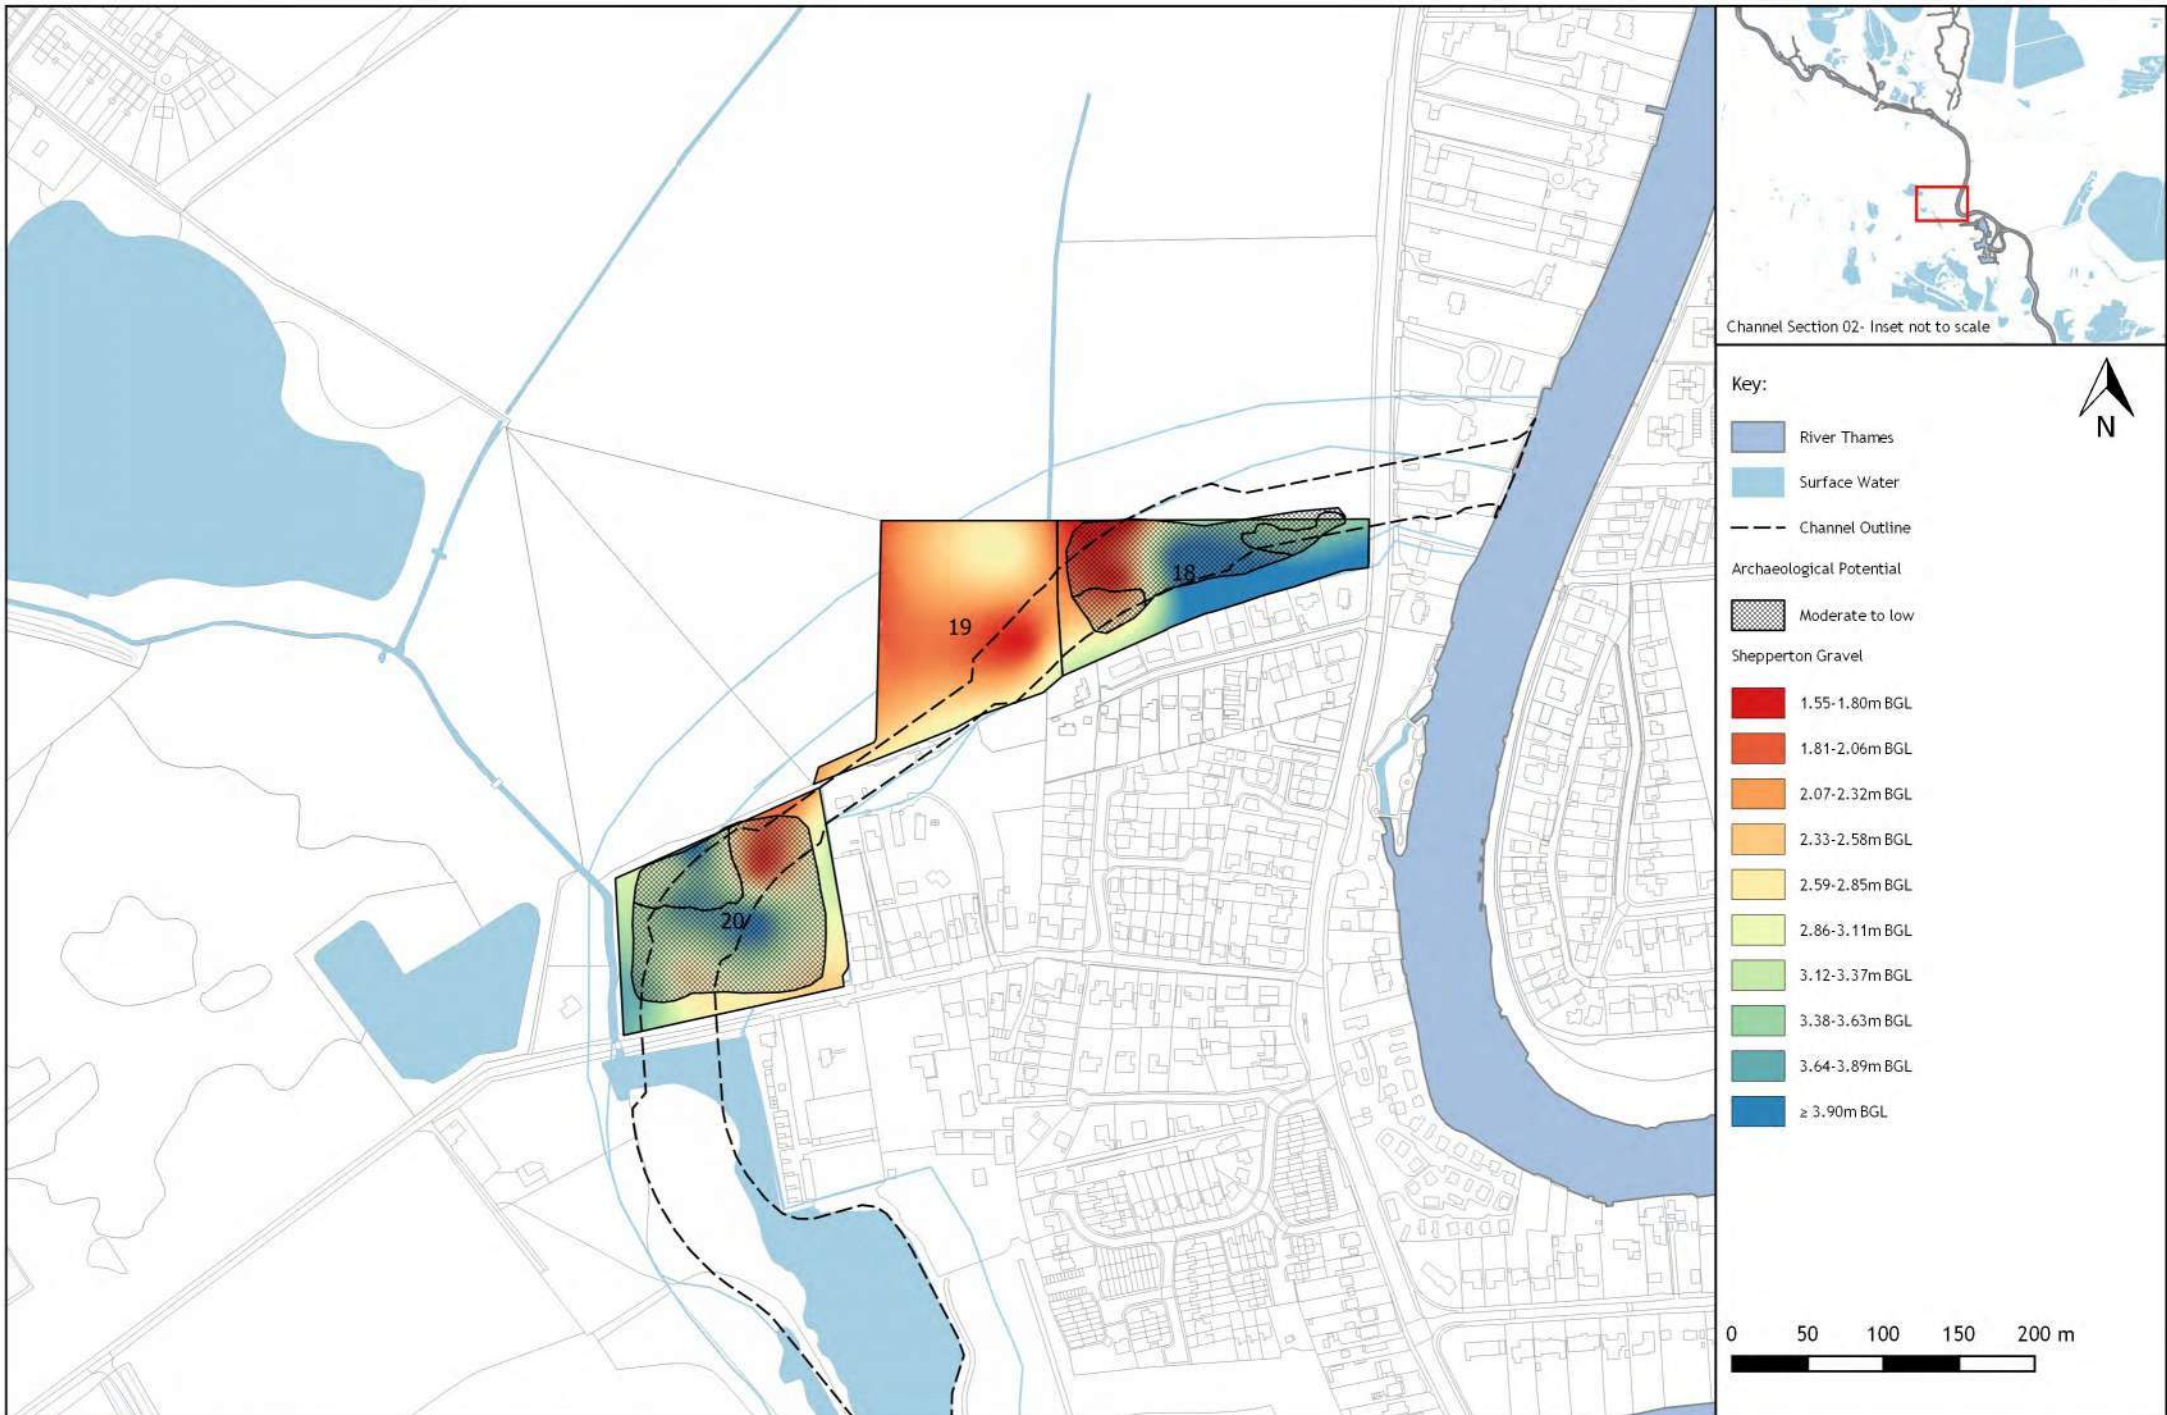 19
18
20
Channel Section 02- Inset not to scale
Key:
N
River Thames
Surface Water
Channel Outline
Archaeological Potential
Moderate to low
Shepperton Gravel
1.55-1.80m BGL
1.81-2.06m BGL
2.07-2.32m BGL
2.33-2.58m BGL
2.59-2.85m BGL
2.86-3.11m BGL
3.12-3.37m BGL
3.38-3.63m BGL
3.64-3.89m BGL
≥ 3.90m BGL
0 50 100 150 200 m